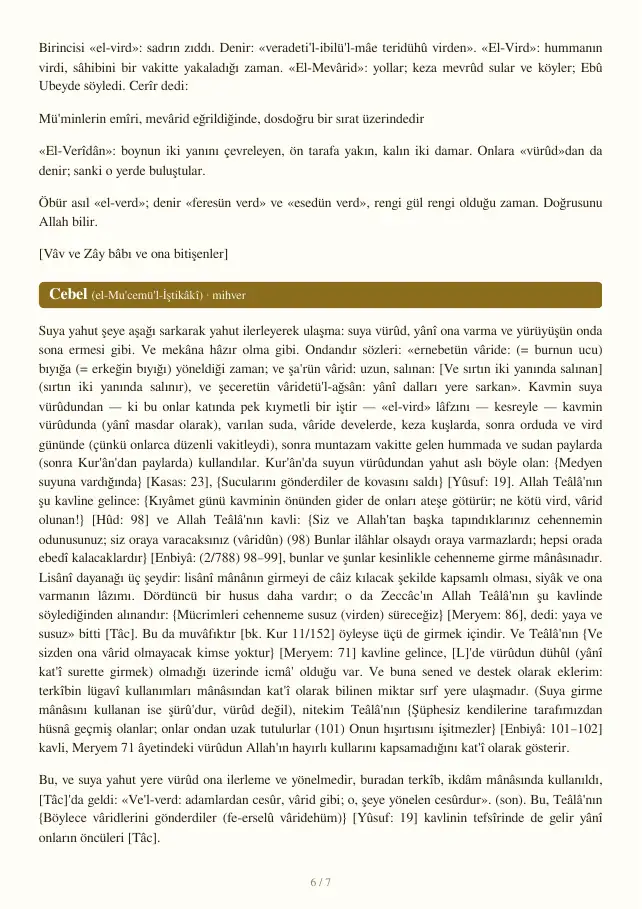 Birincisi «el-vird»: sadrın zıddı. Denir: «veradeti'l-ibilü'l-mâe teridühû virden». «El-Vird»: hummanın
virdi, sâhibini bir vakitte yakaladığı zaman. «El-Mevârid»: yollar; keza mevrûd sular ve köyler; Ebû
Ubeyde söyledi. Cerîr dedi:
Mü'minlerin emîri, mevârid eğrildiğinde, dosdoğru bir sırat üzerindedir
«El-Verîdân»: boynun iki yanını çevreleyen, ön tarafa yakın, kalın iki damar. Onlara «vürûd»dan da
denir; sanki o yerde buluştular.
Öbür asıl «el-verd»; denir «feresün verd» ve «esedün verd», rengi gül rengi olduğu zaman. Doğrusunu
Allah bilir.
[Vâv ve Zây bâbı ve ona bitişenler]
Cebel (el-Mu'cemü'l-İştikâkî) · mihver
Suya yahut şeye aşağı sarkarak yahut ilerleyerek ulaşma: suya vürûd, yânî ona varma ve yürüyüşün onda
sona ermesi gibi. Ve mekâna hâzır olma gibi. Ondandır sözleri: «ernebetün vâride: (= burnun ucu)
bıyığa (= erkeğin bıyığı) yöneldiği zaman; ve şa'rün vârid: uzun, salınan: [Ve sırtın iki yanında salınan]
(sırtın iki yanında salınır), ve şeceretün vâridetü'l-ağsân: yânî dalları yere sarkan». Kavmin suya
vürûdundan — ki bu onlar katında pek kıymetli bir iştir — «el-vird» lâfzını — kesreyle — kavmin
vürûdunda (yânî masdar olarak), varılan suda, vâride develerde, keza kuşlarda, sonra orduda ve vird
gününde (çünkü onlarca düzenli vakitleydi), sonra muntazam vakitte gelen hummada ve sudan paylarda
(sonra Kur'ân'dan paylarda) kullandılar. Kur'ân'da suyun vürûdundan yahut aslı böyle olan: {Medyen
suyuna vardığında} [Kasas: 23], {Sucularını gönderdiler de kovasını saldı} [Yûsuf: 19]. Allah Teâlâ'nın
şu kavline gelince: {Kıyâmet günü kavminin önünden gider de onları ateşe götürür; ne kötü vird, vârid
olunan!} [Hûd: 98] ve Allah Teâlâ'nın kavli: {Siz ve Allah'tan başka tapındıklarınız cehennemin
odunusunuz; siz oraya varacaksınız (vâridûn) (98) Bunlar ilâhlar olsaydı oraya varmazlardı; hepsi orada
ebedî kalacaklardır} [Enbiyâ: (2/788) 98–99], bunlar ve şunlar kesinlikle cehenneme girme mânâsınadır.
Lisânî dayanağı üç şeydir: lisânî mânânın girmeyi de câiz kılacak şekilde kapsamlı olması, siyâk ve ona
varmanın lâzımı. Dördüncü bir husus daha vardır; o da Zeccâc'ın Allah Teâlâ'nın şu kavlinde
söylediğinden alınandır: {Mücrimleri cehenneme susuz (virden) süreceğiz} [Meryem: 86], dedi: yaya ve
susuz» bitti [Tâc]. Bu da muvâfıktır [bk. Kur 11/152] öyleyse üçü de girmek içindir. Ve Teâlâ'nın {Ve
sizden ona vârid olmayacak kimse yoktur} [Meryem: 71] kavline gelince, [L]'de vürûdun dühûl (yânî
kat'î surette girmek) olmadığı üzerinde icmâ' olduğu var. Ve buna sened ve destek olarak eklerim:
terkîbin lügavî kullanımları mânâsından kat'î olarak bilinen miktar sırf yere ulaşmadır. (Suya girme
mânâsını kullanan ise şürû'dur, vürûd değil), nitekim Teâlâ'nın {Şüphesiz kendilerine tarafımızdan
hüsnâ geçmiş olanlar; onlar ondan uzak tutulurlar (101) Onun hışırtısını işitmezler} [Enbiyâ: 101–102]
kavli, Meryem 71 âyetindeki vürûdun Allah'ın hayırlı kullarını kapsamadığını kat'î olarak gösterir.
Bu, ve suya yahut yere vürûd ona ilerleme ve yönelmedir, buradan terkîb, ikdâm mânâsında kullanıldı,
[Tâc]'da geldi: «Ve'l-verd: adamlardan cesûr, vârid gibi; o, şeye yönelen cesûrdur». (son). Bu, Teâlâ'nın
{Böylece vâridlerini gönderdiler (fe-erselû vâridehüm)} [Yûsuf: 19] kavlinin tefsîrinde de gelir yânî
onların öncüleri [Tâc].
6 / 7